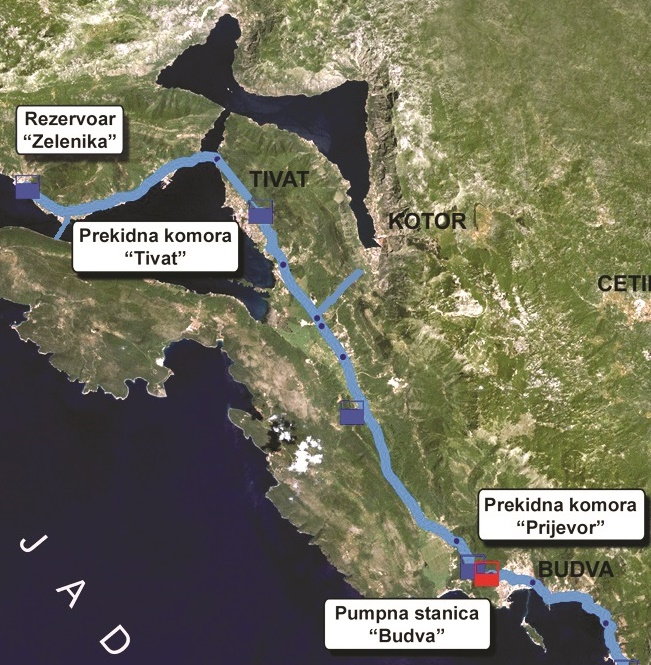 Rezervoar
“Zelenika”
TIVAT
KOTOR
Prekidna komora
“Tivat”
CETI
Prekidna komora
“Prijevor”
BUDVA
Pumpna stanica
“Budva”
J A D